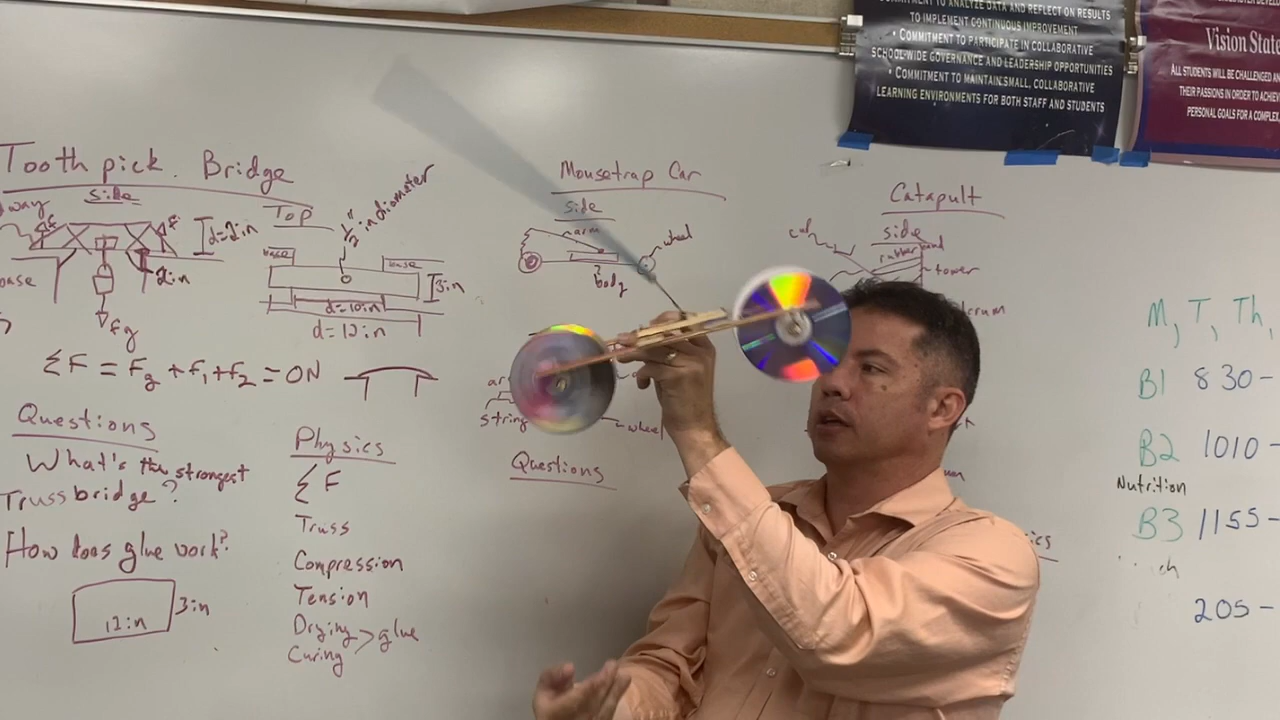 COMMITMENT TO ANALYZE DATA AND REFLECT ON RESULTS
TO IMPLEMENT CONTINUOUS IMPROVEMENT
• COMMITMENT TO PARTICIPATE IN COLLABORATIVE
SCHOOL-WIDE GOVERNANCE AND LEADERSHIP OPPORTUNITIES
• COMMITMENT TO MAINTAIN SMALL, COLLABORATIVE
LEARNING ENVIRONMENTS FOR BOTH STAFF AND STUDENTS
Vision State
ALL STUDENTS WILL BE CHALLENGED AN
THEIR PASSIONS IN ORDER TO ACHIEV
PERSONAL GOALS FOR A COMPLEX,
Toothpick Bridge
side
d=2in
2in
base
fg
Top
1/2" in diameter
base
base
3in
d=10in
d=12in
ΣF = Fg + f1 + f2 = 0N
Questions
What's the strongest
Truss bridge?
How does glue work?
12in
3in
Physics
ΣF
Truss
Compression
Tension
Drying > glue
Curing
Mousetrap Car
side
arm
wheel
body
string
wheel
Questions
Catapult
side
rubber band
tower
M, T, Th,
B1 830-
B2 1010-
Nutrition
B3 1155-
205-